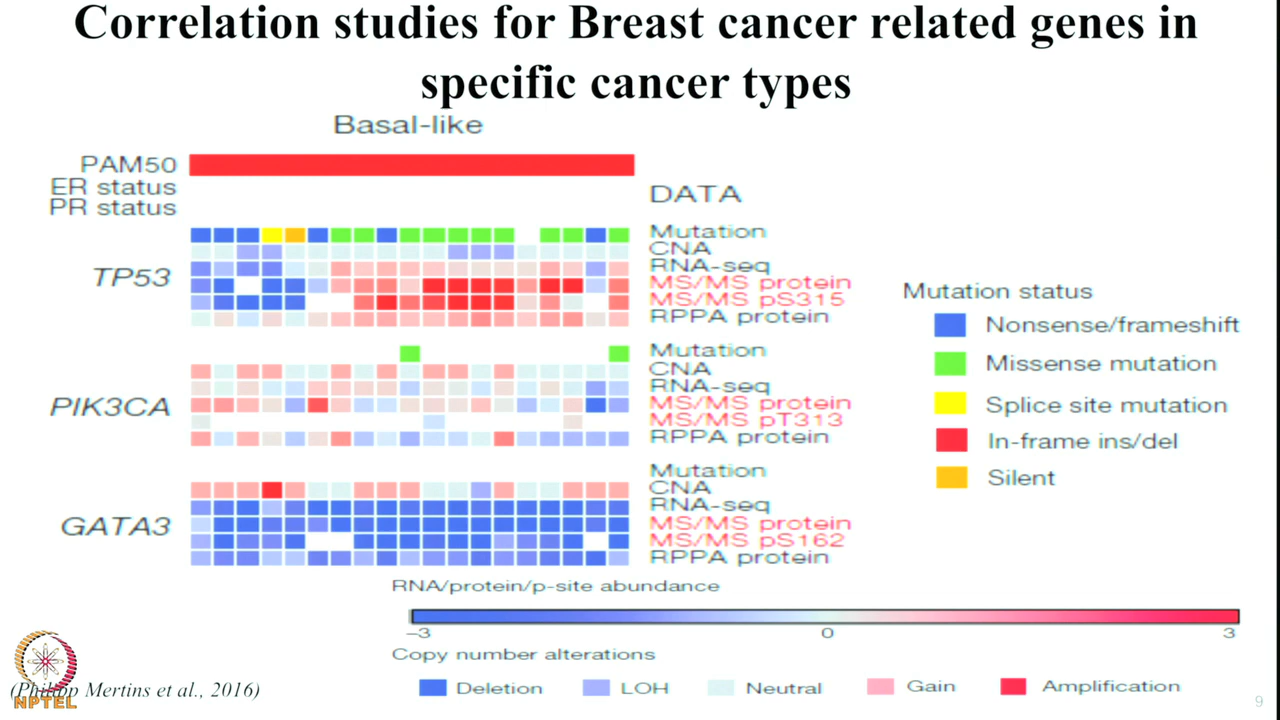 Correlation studies for Breast cancer related genes in
specific cancer types
Basal-like
PAM50
ER status
PR status
DATA
TP53
Mutation
CNA
RNA-seq
MS/MS protein
MS/MS pS315
RPPA protein
PIK3CA
Mutation
CNA
RNA-seq
MS/MS protein
MS/MS pT313
RPPA protein
GATA3
Mutation
CNA
RNA-seq
MS/MS protein
MS/MS pS162
RPPA protein
Mutation status
Nonsense/frameshift
Missense mutation
Splice site mutation
In-frame ins/del
Silent
RNA/protein/p-site abundance
–3 0 3
Copy number alterations
Deletion LOH Neutral Gain Amplification
(Philipp Mertins et al., 2016)
NPTEL
9